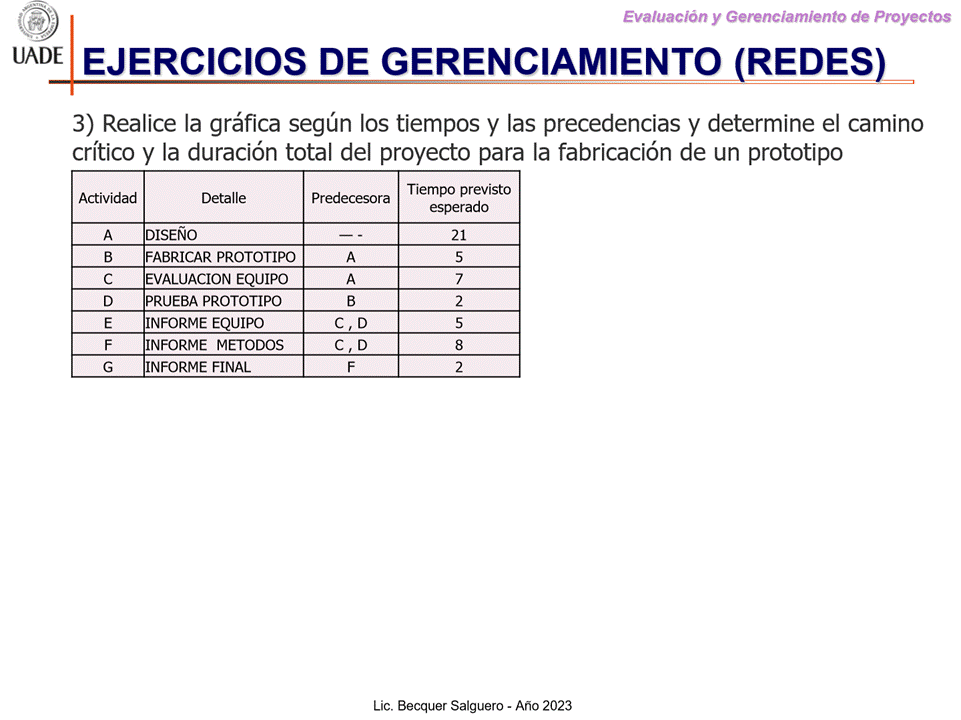 Evaluación y Gerenciamiento de Proyectos
UADE
EJERCICIOS DE GERENCIAMIENTO (REDES)
3) Realice la gráfica según los tiempos y las precedencias y determine el camino
crítico y la duración total del proyecto para la fabricación de un prototipo
Actividad Detalle Predecesora Tiempo previsto
esperado
A DISEÑO — - 21
B FABRICAR PROTOTIPO A 5
C EVALUACION EQUIPO A 7
D PRUEBA PROTOTIPO B 2
E INFORME EQUIPO C , D 5
F INFORME METODOS C , D 8
G INFORME FINAL F 2
Lic. Becquer Salguero - Año 2023